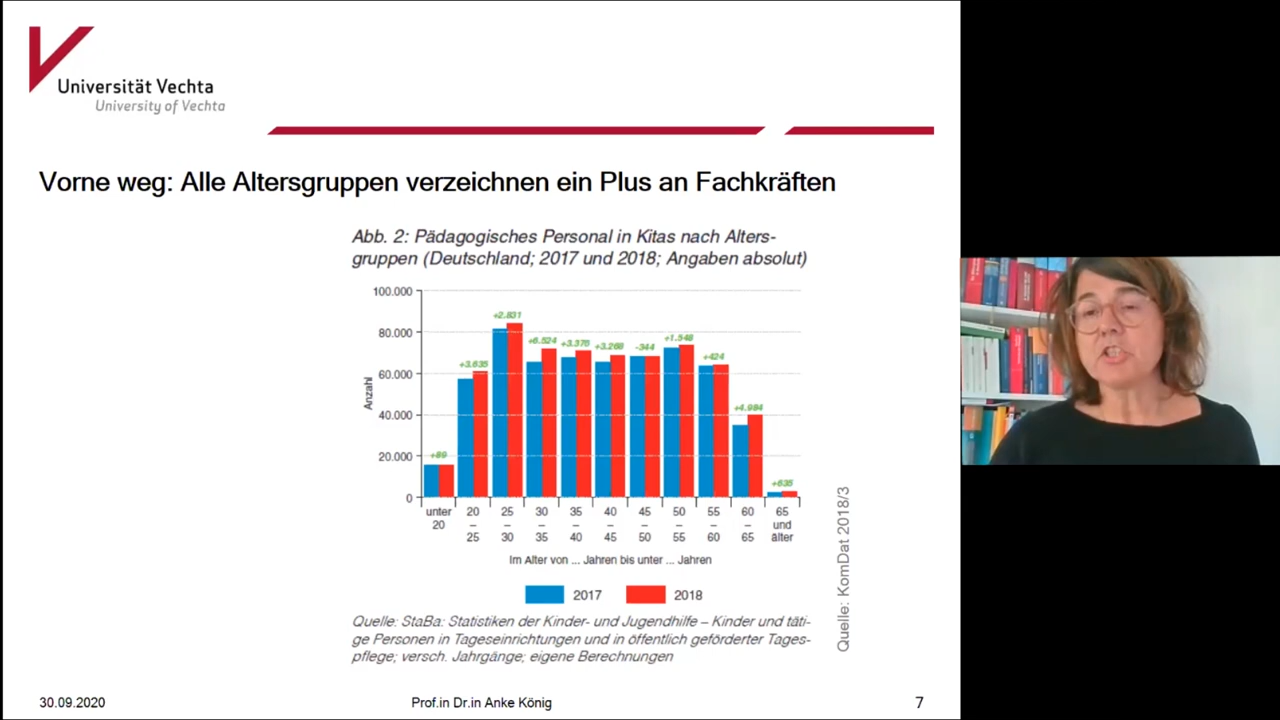 Universität Vechta
University of Vechta
Vorne weg: Alle Altersgruppen verzeichnen ein Plus an Fachkräften
Abb. 2: Pädagogisches Personal in Kitas nach Alters-
gruppen (Deutschland; 2017 und 2018; Angaben absolut)
100.000
80.000
60.000
40.000
20.000
0
Anzahl
+89
+3.635
+2.831
+6.524
+3.376
+3.268
-344
+1.548
+424
+4.984
+635
unter 20
20 – 25
25 – 30
30 – 35
35 – 40
40 – 45
45 – 50
50 – 55
55 – 60
60 – 65
65 und älter
Im Alter von ... Jahren bis unter ... Jahren
2017
2018
Quelle: StaBa: Statistiken der Kinder- und Jugendhilfe – Kinder und täti-
ge Personen in Tageseinrichtungen und in öffentlich geförderter Tages-
pflege; versch. Jahrgänge; eigene Berechnungen
Quelle: KomDat 2018/3
30.09.2020
Prof.in Dr.in Anke König
7